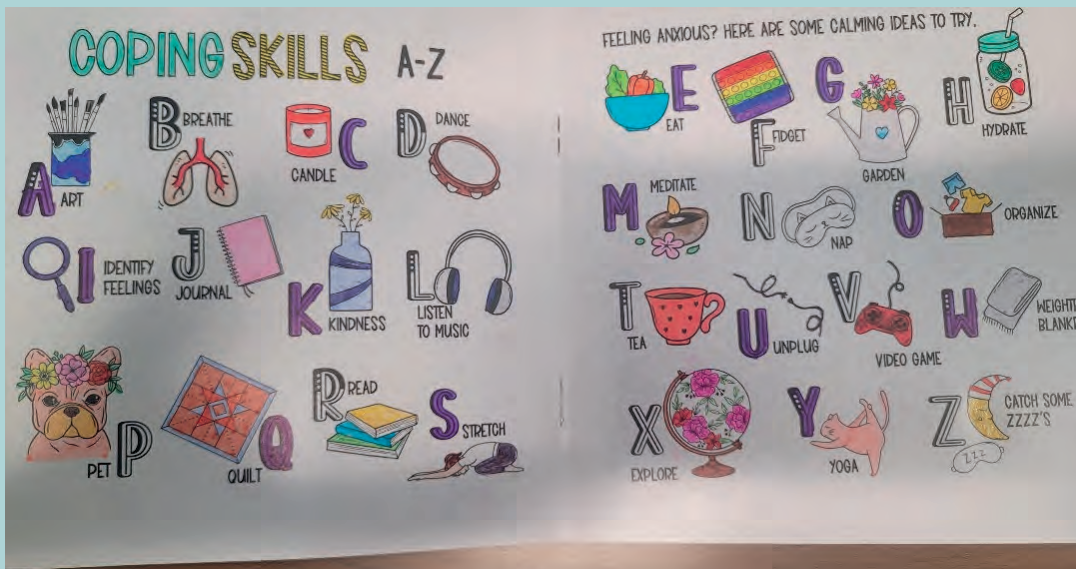 COPING SKILLS A-Z
FEELING ANXIOUS? HERE ARE SOME CALMING IDEAS TO TRY.
A
ART
B
BREATHE
C
CANDLE
D
DANCE
E
EAT
F
FIDGET
G
GARDEN
H
HYDRATE
I
IDENTIFY
FEELINGS
J
JOURNAL
K
KINDNESS
L
LISTEN
TO MUSIC
M
MEDITATE
N
NAP
O
ORGANIZE
P
PET
Q
QUILT
R
READ
S
STRETCH
T
TEA
U
UNPLUG
V
VIDEO GAME
W
WEIGHTE
BLANKE
X
EXPLORE
Y
YOGA
Z
CATCH SOME
ZZZZ'S
ZZZ